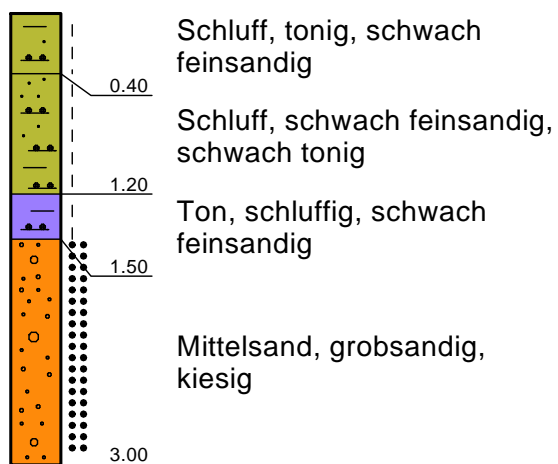 Schluff, tonig, schwach
feinsandig
0.40
Schluff, schwach feinsandig,
schwach tonig
1.20
Ton, schluffig, schwach
feinsandig
1.50
Mittelsand, grobsandig,
kiesig
3.00